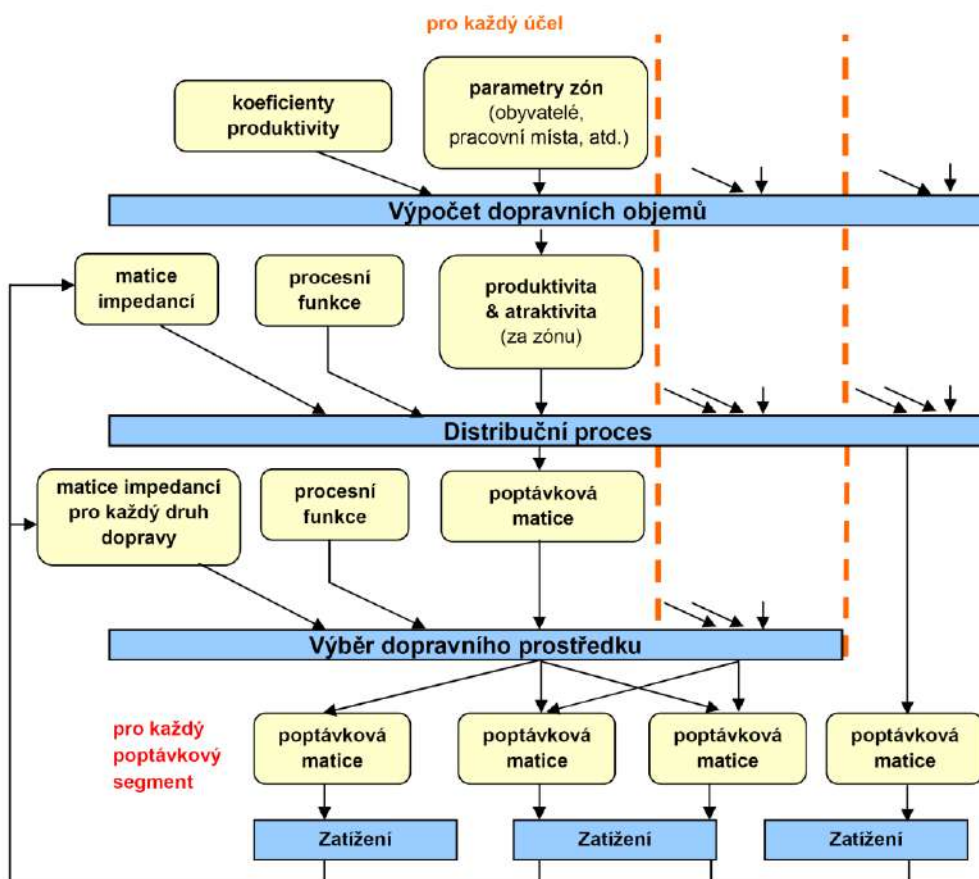 pro každý účel
koeficienty
produktivity
parametry zón
(obyvatelé,
pracovní místa, atd.)
Výpočet dopravních objemů
matice
impedancí
procesní
funkce
produktivita
& atraktivita
(za zónu)
Distribuční proces
matice impedancí
pro každý druh
dopravy
procesní
funkce
poptávková
matice
Výběr dopravního prostředku
pro každý
poptávkový
segment
poptávková
matice
poptávková
matice
poptávková
matice
poptávková
matice
Zatížení
Zatížení
Zatížení